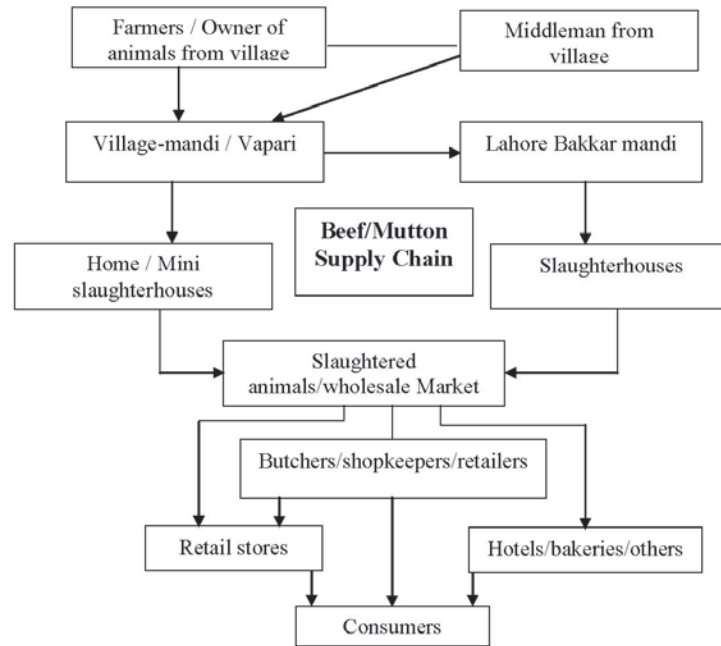 Farmers / Owner of
animals from village
Middleman from
village
Village-mandi / Vapari
Lahore Bakkar mandi
Beef/Mutton
Supply Chain
Home / Mini
slaughterhouses
Slaughterhouses
Slaughtered
animals/wholesale Market
Butchers/shopkeepers/retailers
Retail stores
Hotels/bakeries/others
Consumers